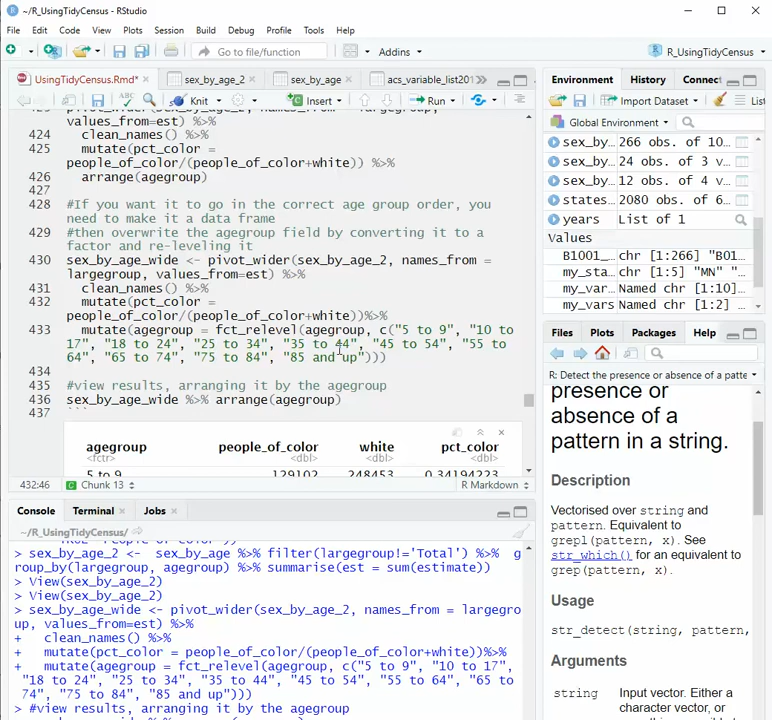 ~/R_UsingTidyCensus - RStudio
File Edit Code View Plots Session Build Debug Profile Tools Help
Go to file/function Addins R_UsingTidyCensus
UsingTidyCensus.Rmd* sex_by_age_2 sex_by_age acs_variable_list201
Knit Insert Run
values_from=est) %>%
424 clean_names() %>%
425 mutate(pct_color =
people_of_color/(people_of_color+white)) %>%
426 arrange(agegroup)
427
428 #If you want it to go in the correct age group order, you
need to make it a data frame
429 #then overwrite the agegroup field by converting it to a
factor and re-leveling it
430 sex_by_age_wide <- pivot_wider(sex_by_age_2, names_from =
largegroup, values_from=est) %>%
431 clean_names() %>%
432 mutate(pct_color =
people_of_color/(people_of_color+white))%>%
433 mutate(agegroup = fct_relevel(agegroup, c("5 to 9", "10 to
17", "18 to 24", "25 to 34", "35 to 44", "45 to 54", "55 to
64", "65 to 74", "75 to 84", "85 and up")))
434
435 #view results, arranging it by the agegroup
436 sex_by_age_wide %>% arrange(agegroup)
437 ```
agegroup people_of_color white pct_color
<fctr> <dbl> <dbl> <dbl>
5 to 9 129102 248453 0.34194223
432:46 Chunk 13 R Markdown
Console Terminal Jobs
~/R_UsingTidyCensus/
> sex_by_age_2 <- sex_by_age %>% filter(largegroup!='Total') %>% g
roup_by(largegroup, agegroup) %>% summarise(est = sum(estimate))
> View(sex_by_age_2)
> View(sex_by_age_2)
> sex_by_age_wide <- pivot_wider(sex_by_age_2, names_from = largegro
up, values_from=est) %>%
+ clean_names() %>%
+ mutate(pct_color = people_of_color/(people_of_color+white))%>%
+ mutate(agegroup = fct_relevel(agegroup, c("5 to 9", "10 to 17",
"18 to 24", "25 to 34", "35 to 44", "45 to 54", "55 to 64", "65 to
74", "75 to 84", "85 and up")))
> #view results, arranging it by the agegroup
Environment History Connect
Import Dataset List
Global Environment
sex_by... 266 obs. of 10...
sex_by... 24 obs. of 3 v...
sex_by... 12 obs. of 4 v...
states... 2080 obs. of 6...
years List of 1
Values
B1001_... chr [1:266] "B01...
my_sta... chr [1:5] "MN" "...
my_var... Named chr [1:10]...
my_vars Named chr [1:2] ...
Files Plots Packages Help
R: Detect the presence or absence of a patte
presence or
absence of a
pattern in a string.
Description
Vectorised over string and
pattern. Equivalent to
grepl(pattern, x). See
str_which() for an equivalent to
grep(pattern, x).
Usage
str_detect(string, pattern,
Arguments
string Input vector. Either a
character vector, or